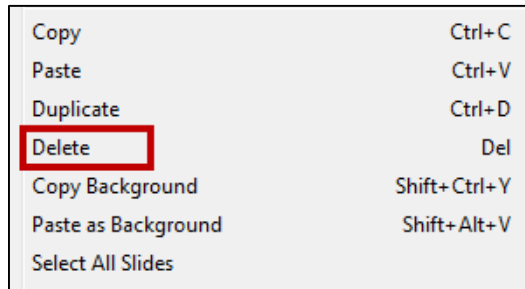 Copy Ctrl+C
Paste Ctrl+V
Duplicate Ctrl+D
Delete Del
Copy Background Shift+Ctrl+Y
Paste as Background Shift+Alt+V
Select All Slides